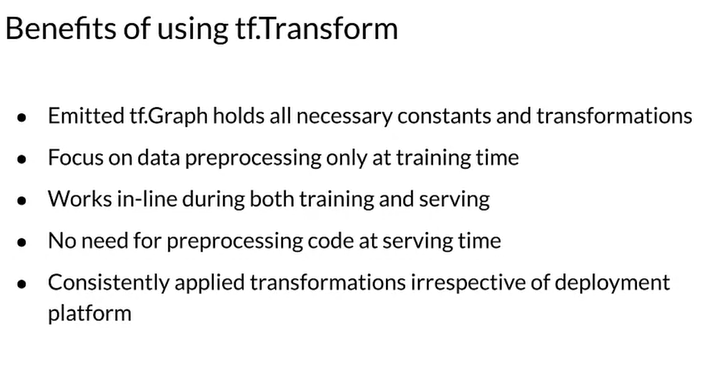 Benefits of using tf.Transform
• Emitted tf.Graph holds all necessary constants and transformations
• Focus on data preprocessing only at training time
• Works in-line during both training and serving
• No need for preprocessing code at serving time
• Consistently applied transformations irrespective of deployment
platform